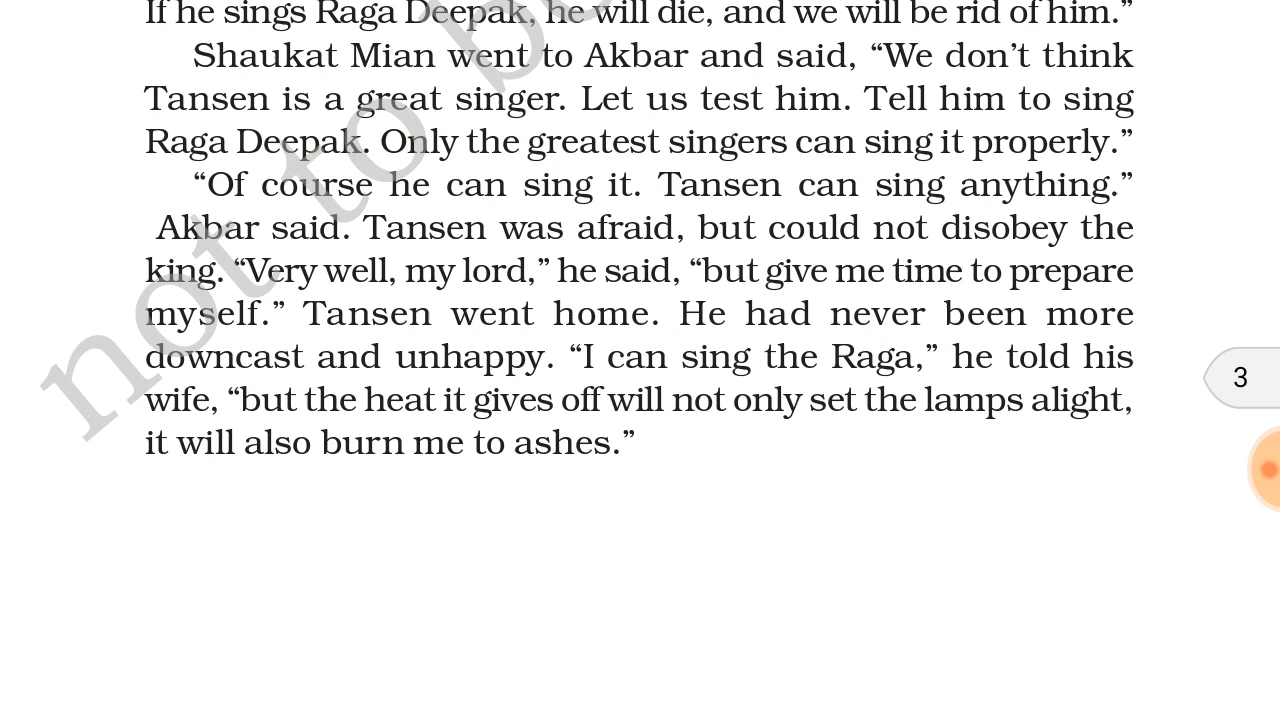 If he sings Raga Deepak, he will die, and we will be rid of him.”
Shaukat Mian went to Akbar and said, “We don’t think
Tansen is a great singer. Let us test him. Tell him to sing
Raga Deepak. Only the greatest singers can sing it properly.”
“Of course he can sing it. Tansen can sing anything.”
Akbar said. Tansen was afraid, but could not disobey the
king. “Very well, my lord,” he said, “but give me time to prepare
myself.” Tansen went home. He had never been more
downcast and unhappy. “I can sing the Raga,” he told his
wife, “but the heat it gives off will not only set the lamps alight,
it will also burn me to ashes.”
3
not to be